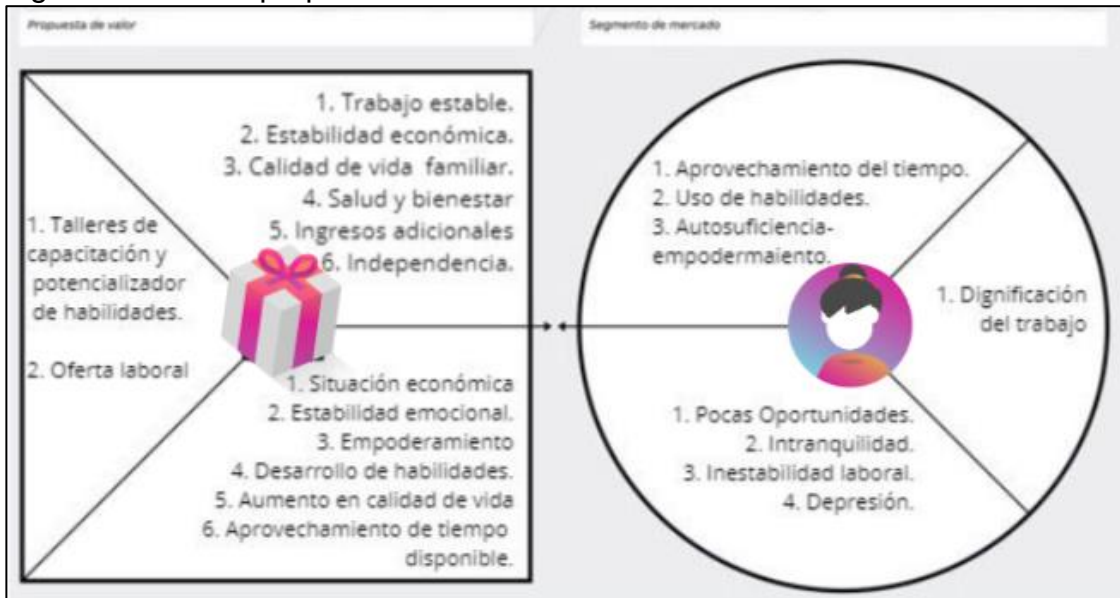 Propuesta de valor
Segmento de mercado
1. Trabajo estable.
2. Estabilidad económica.
3. Calidad de vida familiar.
4. Salud y bienestar
5. Ingresos adicionales
6. Independencia.
1. Talleres de
capacitación y
potencializador
de habilidades.
2. Oferta laboral
1. Situación económica
2. Estabilidad emocional.
3. Empoderamiento
4. Desarrollo de habilidades.
5. Aumento en calidad de vida
6. Aprovechamiento de tiempo
disponible.
1. Aprovechamiento del tiempo.
2. Uso de habilidades.
3. Autosuficiencia-
empodermaiento.
1. Dignificación
del trabajo
1. Pocas Oportunidades.
2. Intranquilidad.
3. Inestabilidad laboral.
4. Depresión.